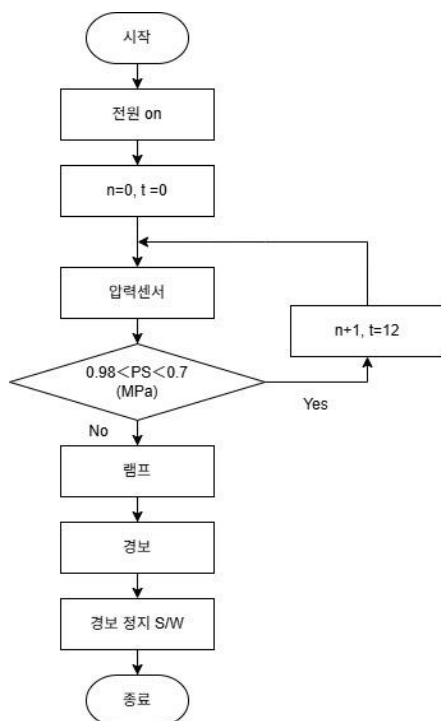 시작
전원 on
n=0, t =0
압력센서
n+1, t=12
0.98＜PS＜0.7
(MPa)
Yes
No
램프
경보
경보 정지 S/W
종료